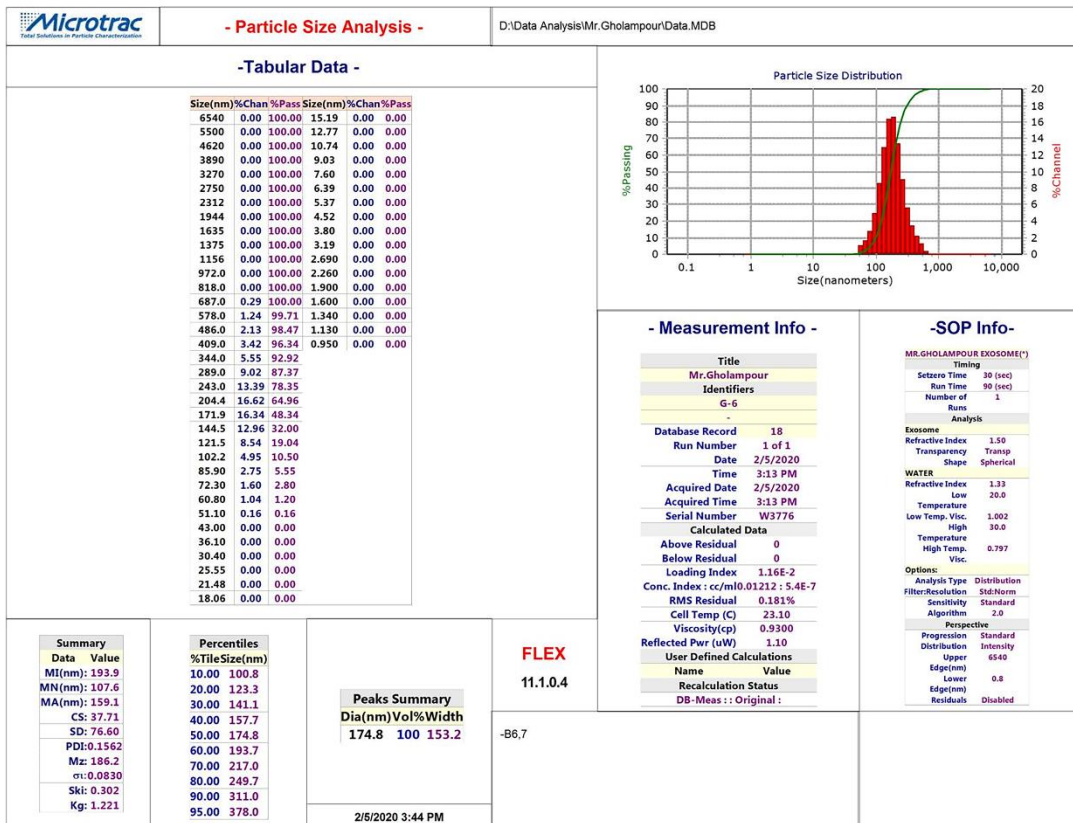 Microtrac
Total Solutions in Particle Characterization
- Particle Size Analysis -
D:\Data Analysis\Mr.Gholampour\Data.MDB
-Tabular Data -
Size(nm) %Chan %Pass Size(nm) %Chan %Pass
6540 0.00 100.00 15.19 0.00 0.00
5500 0.00 100.00 12.77 0.00 0.00
4620 0.00 100.00 10.74 0.00 0.00
3890 0.00 100.00 9.03 0.00 0.00
3270 0.00 100.00 7.60 0.00 0.00
2750 0.00 100.00 6.39 0.00 0.00
2312 0.00 100.00 5.37 0.00 0.00
1944 0.00 100.00 4.52 0.00 0.00
1635 0.00 100.00 3.80 0.00 0.00
1375 0.00 100.00 3.19 0.00 0.00
1156 0.00 100.00 2.690 0.00 0.00
972.0 0.00 100.00 2.260 0.00 0.00
818.0 0.00 100.00 1.900 0.00 0.00
687.0 0.29 100.00 1.600 0.00 0.00
578.0 1.24 99.71 1.340 0.00 0.00
486.0 2.13 98.47 1.130 0.00 0.00
409.0 3.42 96.34 0.950 0.00 0.00
344.0 5.55 92.92
289.0 9.02 87.37
243.0 13.39 78.35
204.4 16.62 64.96
171.9 16.34 48.34
144.5 12.96 32.00
121.5 8.54 19.04
102.2 4.95 10.50
85.90 2.75 5.55
72.30 1.60 2.80
60.80 1.04 1.20
51.10 0.16 0.16
43.00 0.00 0.00
36.10 0.00 0.00
30.40 0.00 0.00
25.55 0.00 0.00
21.48 0.00 0.00
18.06 0.00 0.00
Particle Size Distribution
%Passing
100
90
80
70
60
50
40
30
20
10
0
20
18
16
14
12
10
8
6
4
2
0
%Channel
0.1 1 10 100 1,000 10,000
Size(nanometers)
- Measurement Info -
Title
Mr.Gholampour
Identifiers
G-6
-
Database Record 18
Run Number 1 of 1
Date 2/5/2020
Time 3:13 PM
Acquired Date 2/5/2020
Acquired Time 3:13 PM
Serial Number W3776
Calculated Data
Above Residual 0
Below Residual 0
Loading Index 1.16E-2
Conc. Index : cc/ml 0.01212 : 5.4E-7
RMS Residual 0.181%
Cell Temp (C) 23.10
Viscosity(cp) 0.9300
Reflected Pwr (uW) 1.10
User Defined Calculations
Name Value
Recalculation Status
DB-Meas : : Original :
-SOP Info-
MR.GHOLAMPOUR EXOSOME(*)
Timing
Setzero Time 30 (sec)
Run Time 90 (sec)
Number of 1
Runs
Analysis
Exosome
Refractive Index 1.50
Transparency Transp
Shape Spherical
WATER
Refractive Index 1.33
Low 20.0
Temperature
Low Temp. Visc. 1.002
High 30.0
Temperature
High Temp. 0.797
Visc.
Options:
Analysis Type Distribution
Filter:Resolution Std:Norm
Sensitivity Standard
Algorithm 2.0
Perspective
Progression Standard
Distribution Intensity
Upper 6540
Edge(nm)
Lower 0.8
Edge(nm)
Residuals Disabled
Summary
Data Value
MI(nm): 193.9
MN(nm): 107.6
MA(nm): 159.1
CS: 37.71
SD: 76.60
PDI: 0.1562
Mz: 186.2
σı: 0.0830
Ski: 0.302
Kg: 1.221
Percentiles
%Tile Size(nm)
10.00 100.8
20.00 123.3
30.00 141.1
40.00 157.7
50.00 174.8
60.00 193.7
70.00 217.0
80.00 249.7
90.00 311.0
95.00 378.0
Peaks Summary
Dia(nm) Vol% Width
174.8 100 153.2
2/5/2020 3:44 PM
FLEX
11.1.0.4
-B6,7